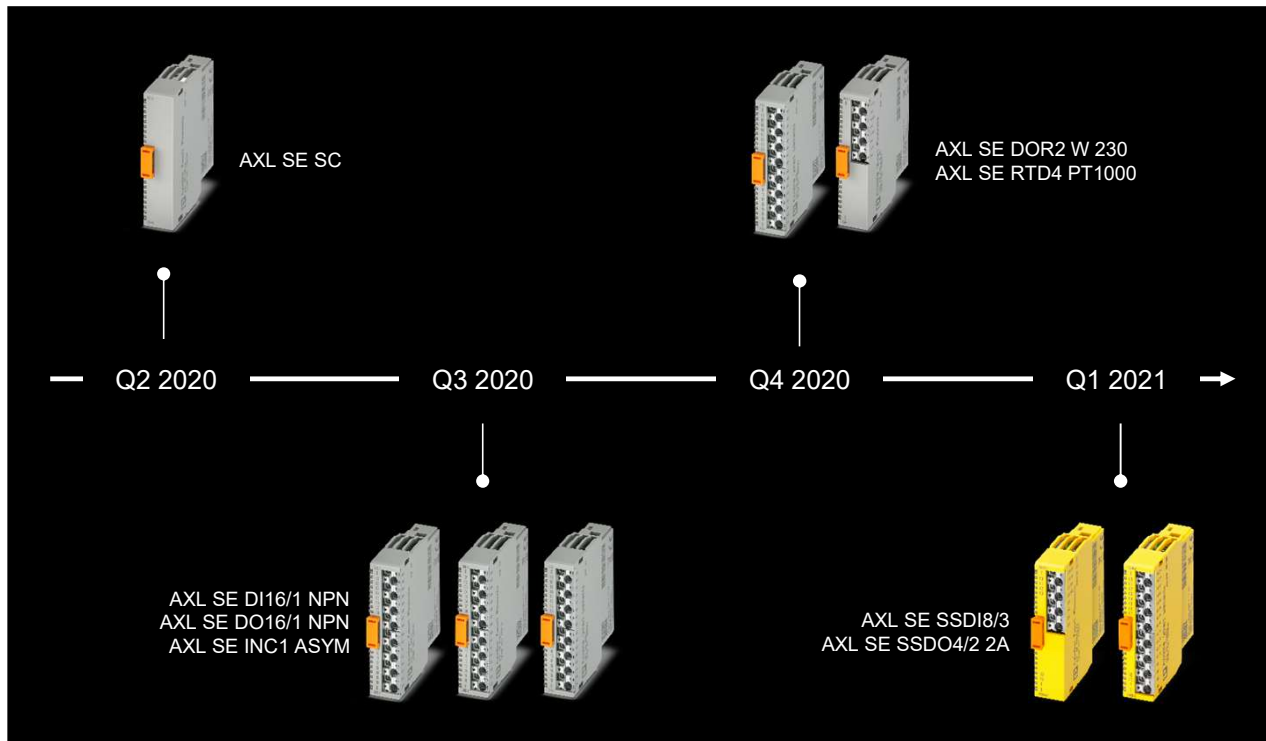 AXL SE SC
AXL SE DOR2 W 230
AXL SE RTD4 PT1000
Q2 2020
Q3 2020
Q4 2020
Q1 2021
AXL SE DI16/1 NPN
AXL SE DO16/1 NPN
AXL SE INC1 ASYM
AXL SE SSDI8/3
AXL SE SSDO4/2 2A